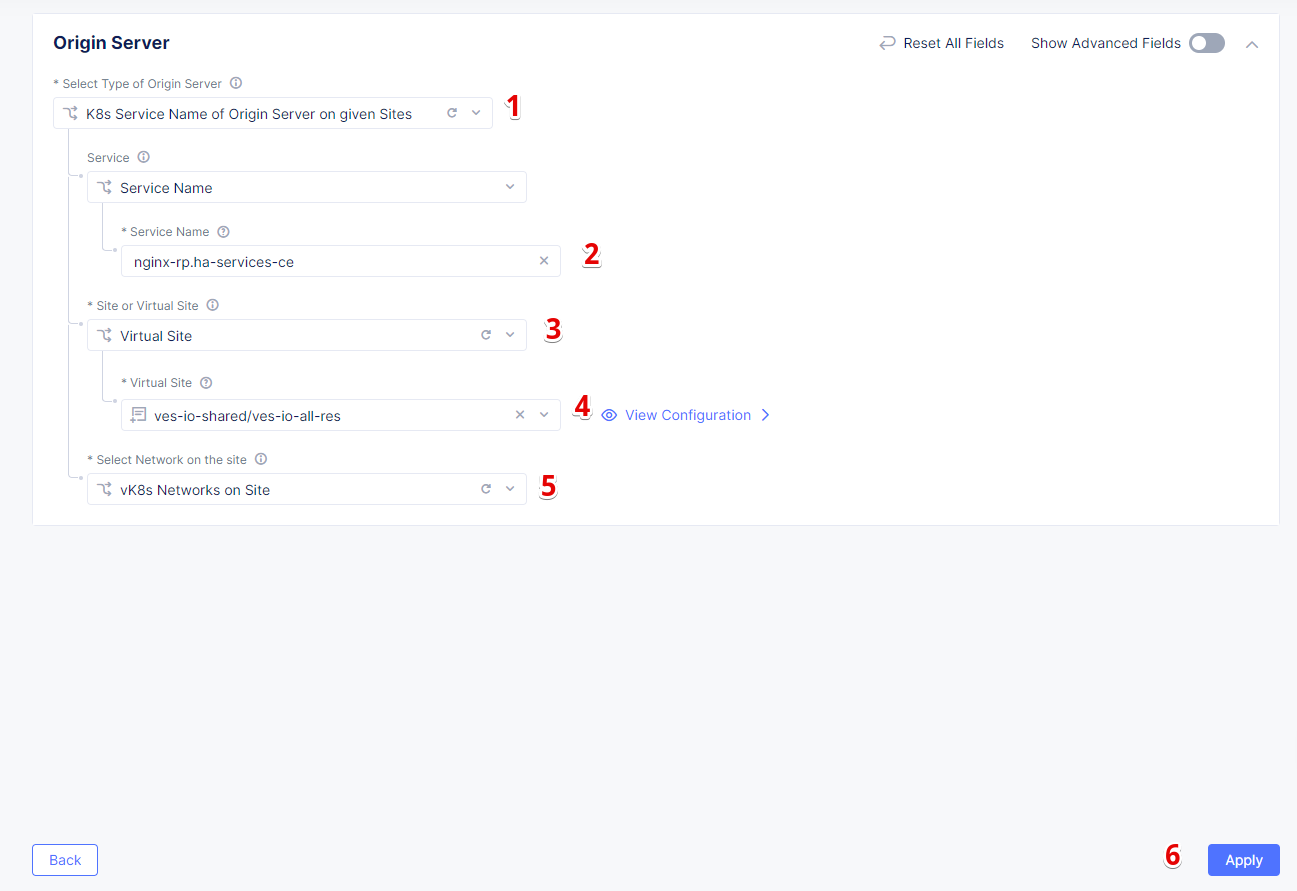 Origin Server
Reset All Fields
Show Advanced Fields
* Select Type of Origin Server
K8s Service Name of Origin Server on given Sites
1
Service
Service Name
* Service Name
nginx-rp.ha-services-ce
2
* Site or Virtual Site
Virtual Site
3
* Virtual Site
ves-io-shared/ves-io-all-res
4
View Configuration
* Select Network on the site
vK8s Networks on Site
5
Back
6
Apply